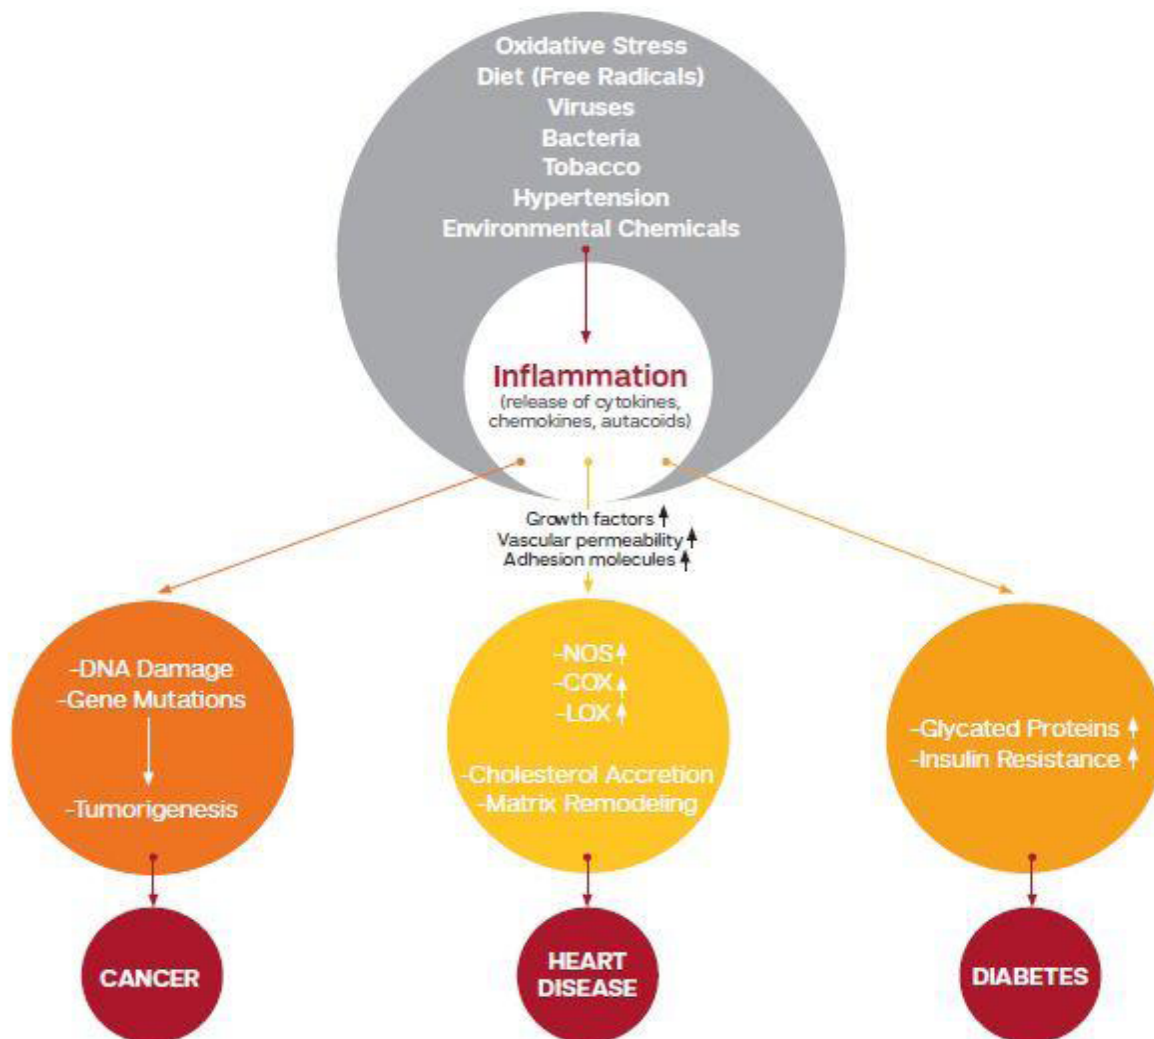 Oxidative Stress
Diet (Free Radicals)
Viruses
Bacteria
Tobacco
Hypertension
Environmental Chemicals
Inflammation
(release of cytokines,
chemokines, autacoids)
Growth factors
Vascular permeability
Adhesion molecules
-DNA Damage
-Gene Mutations
-Tumorigenesis
-NOS
-COX
-LOX
-Cholesterol Accretion
-Matrix Remodeling
-Glycated Proteins
-Insulin Resistance
CANCER
HEART
DISEASE
DIABETES